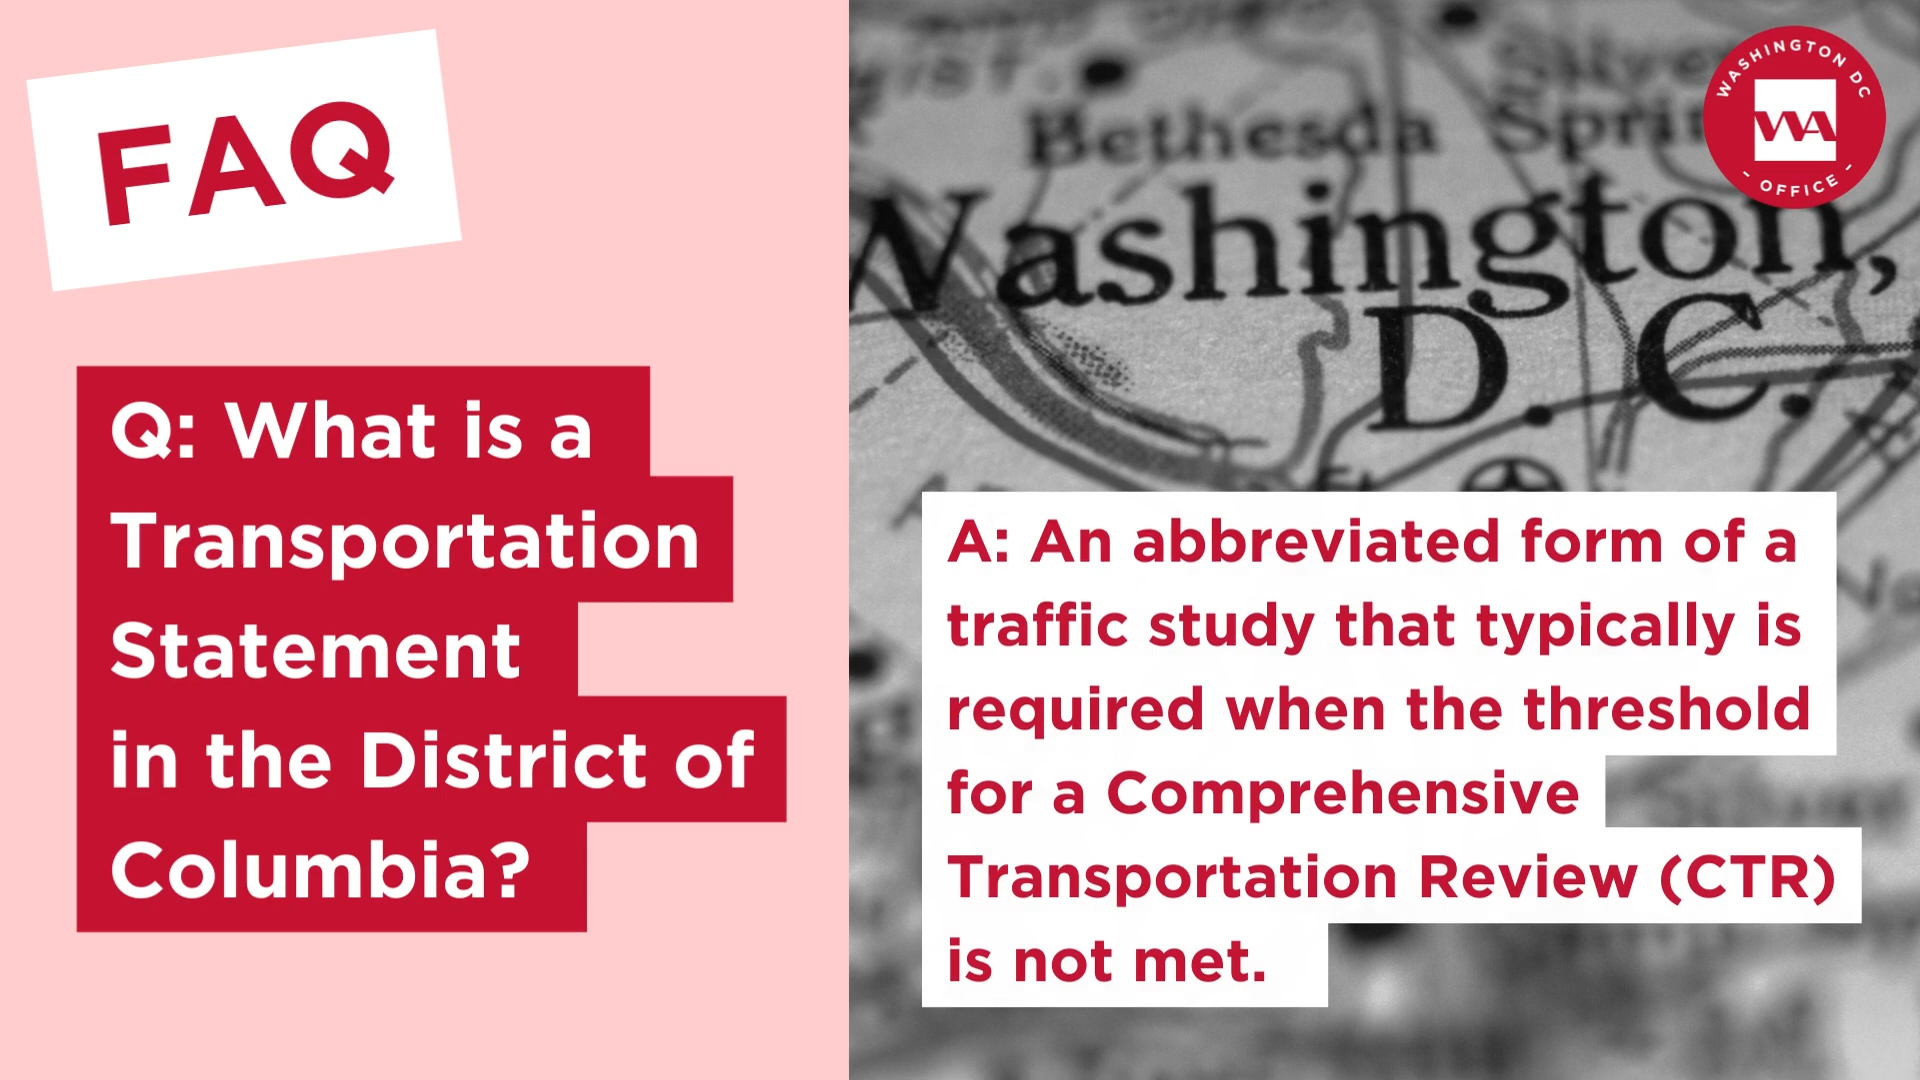 FAQ
Q: What is a
Transportation
Statement
in the District of
Columbia?
WASHINGTON DC
WA
- OFFICE -
Bethesda
Washington,
D. C.
A: An abbreviated form of a
traffic study that typically is
required when the threshold
for a Comprehensive
Transportation Review (CTR)
is not met.